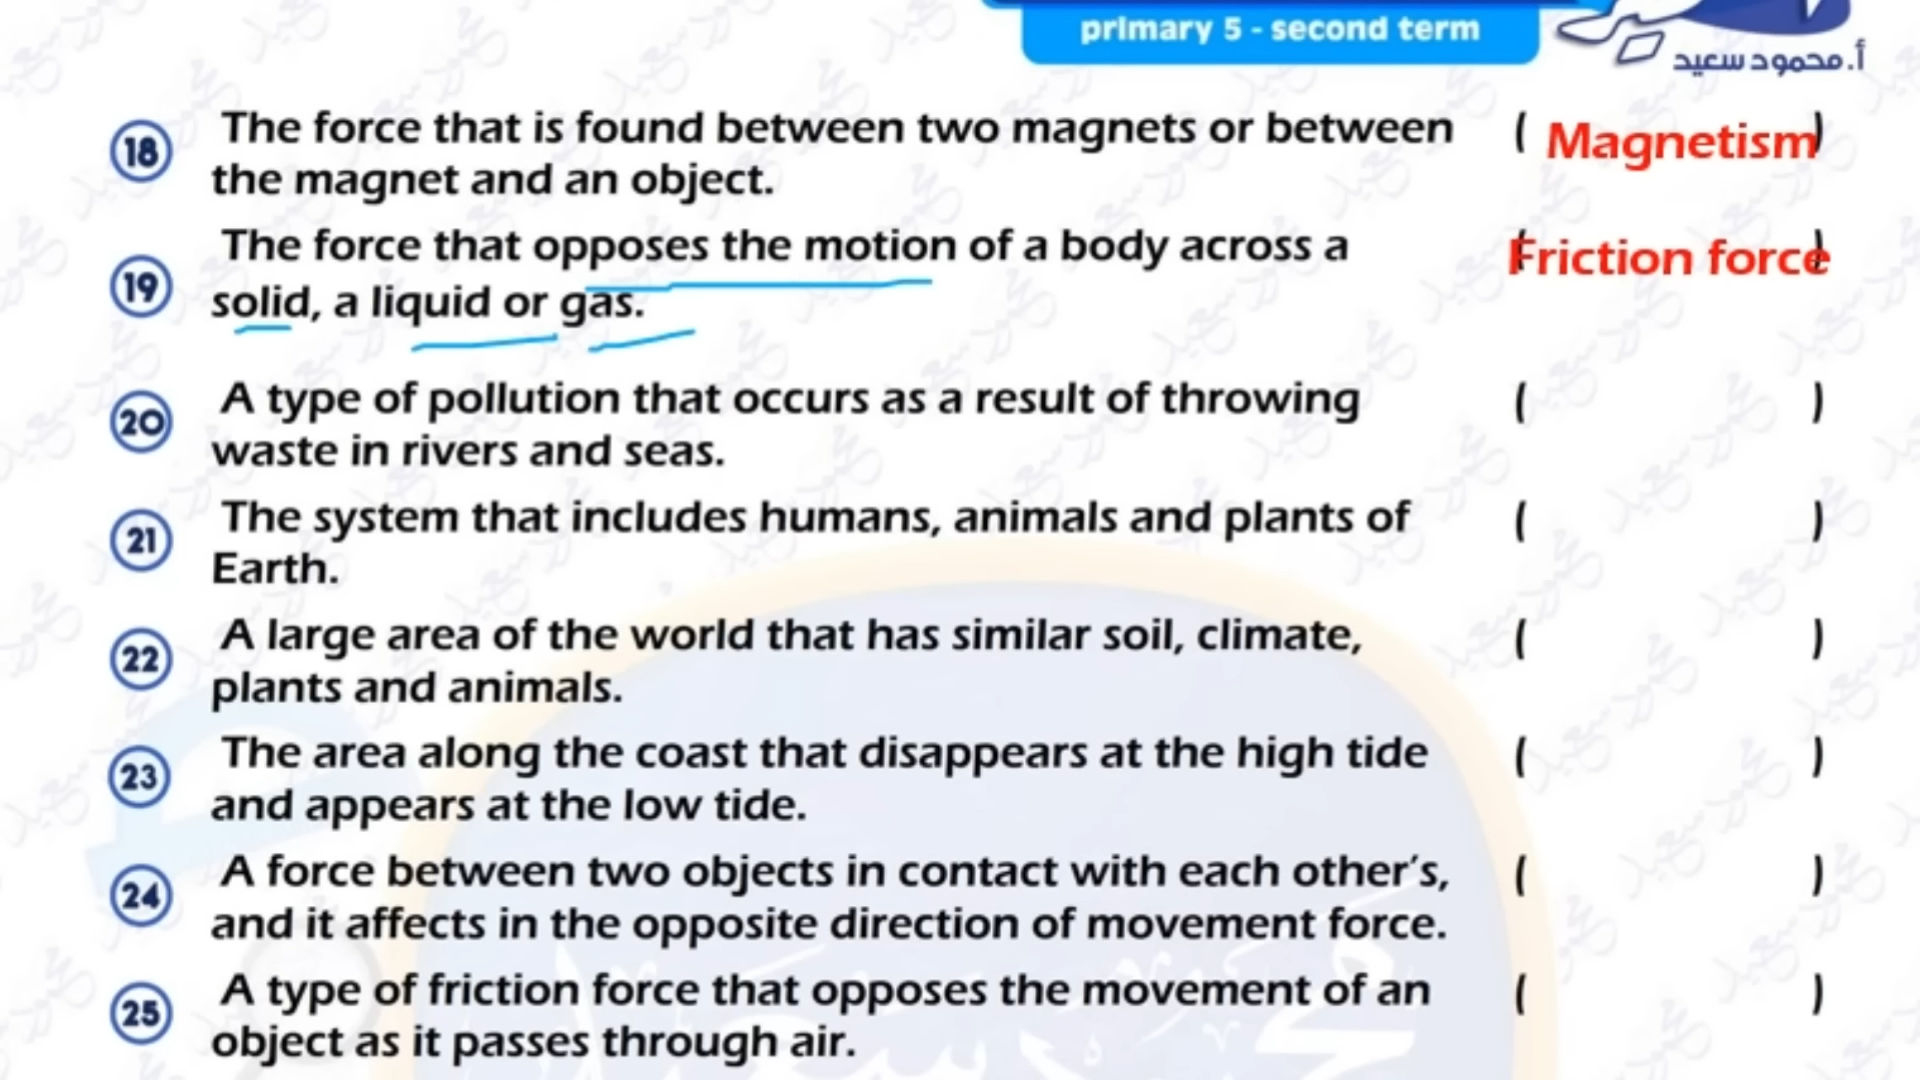 primary 5 - second term
أ. محمود سعيد
18 The force that is found between two magnets or between ( Magnetism )
the magnet and an object.
19 The force that opposes the motion of a body across a ( Friction force )
solid, a liquid or gas.
20 A type of pollution that occurs as a result of throwing ( )
waste in rivers and seas.
21 The system that includes humans, animals and plants of ( )
Earth.
22 A large area of the world that has similar soil, climate, ( )
plants and animals.
23 The area along the coast that disappears at the high tide ( )
and appears at the low tide.
24 A force between two objects in contact with each other's, ( )
and it affects in the opposite direction of movement force.
25 A type of friction force that opposes the movement of an ( )
object as it passes through air.